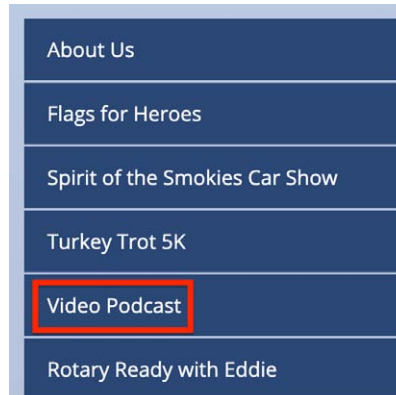 About Us
Flags for Heroes
Spirit of the Smokies Car Show
Turkey Trot 5K
Video Podcast
Rotary Ready with Eddie